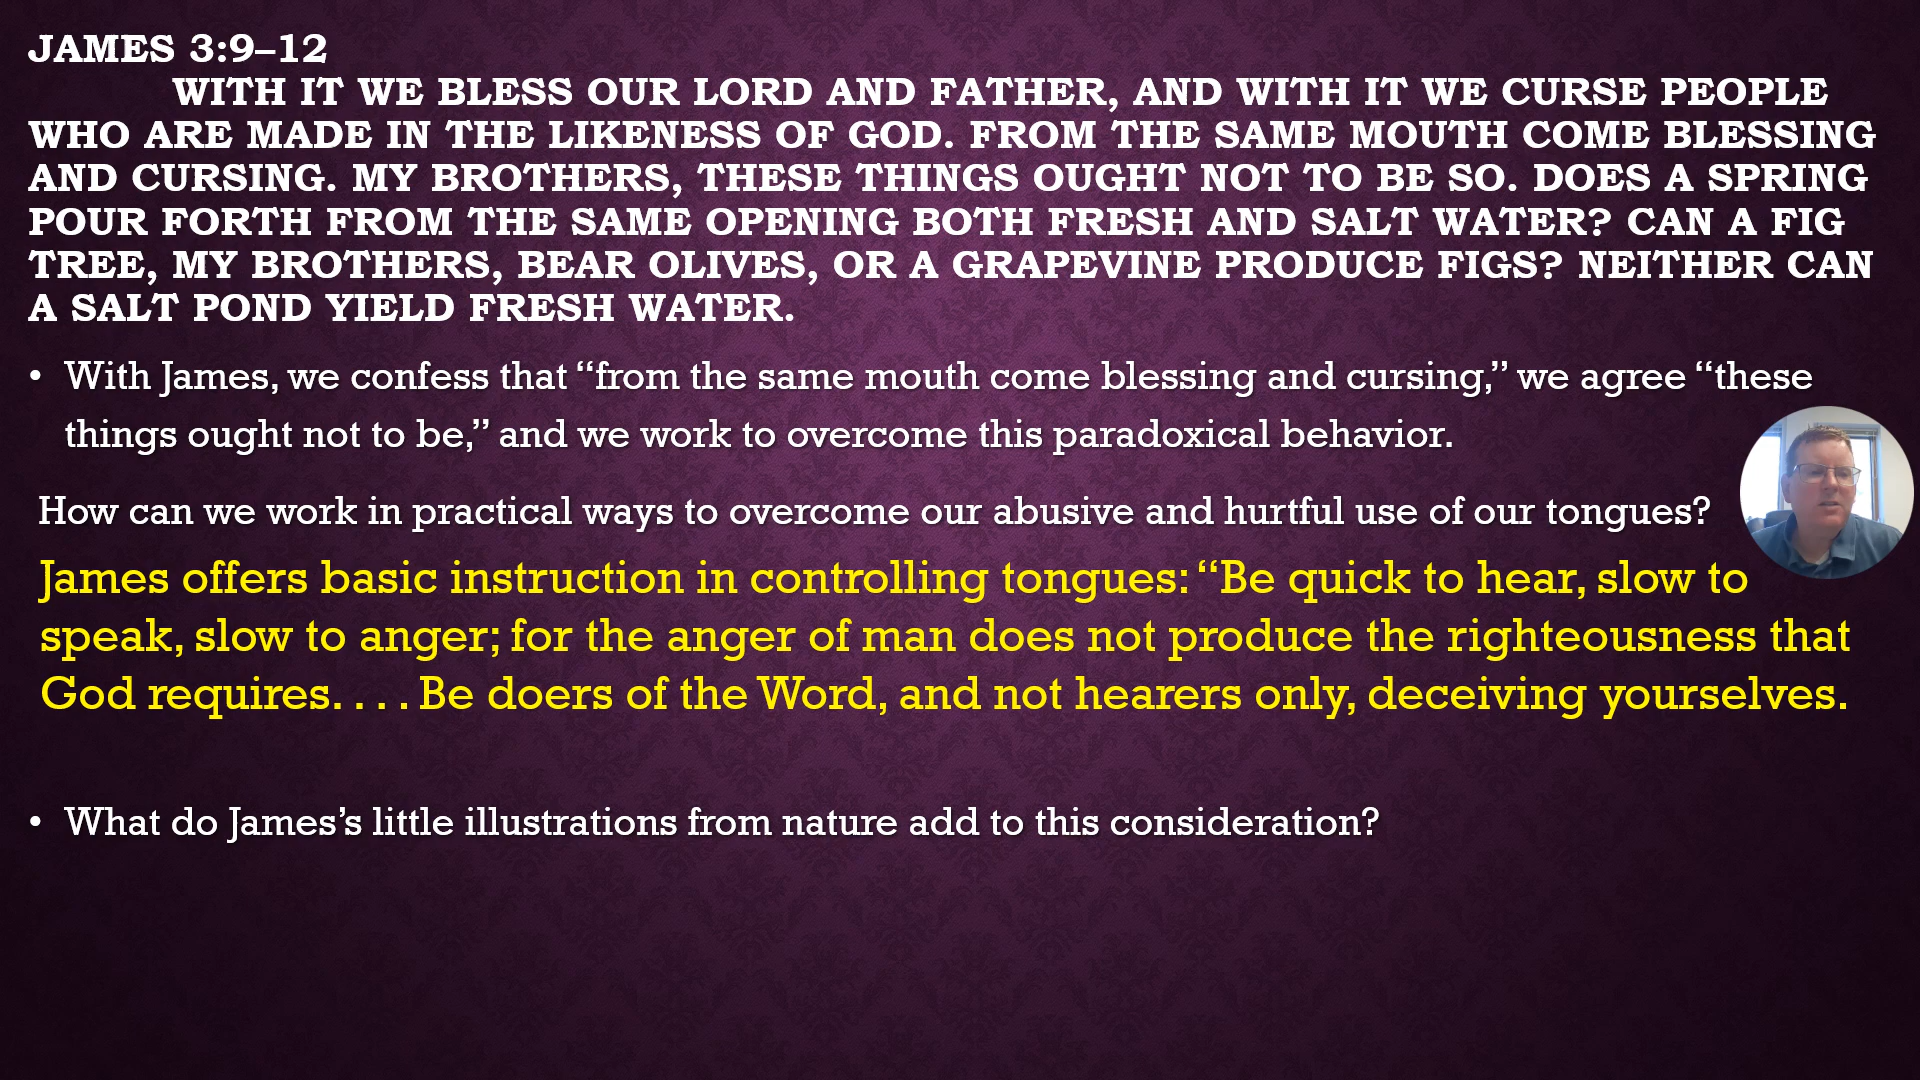 JAMES 3:9–12
WITH IT WE BLESS OUR LORD AND FATHER, AND WITH IT WE CURSE PEOPLE
WHO ARE MADE IN THE LIKENESS OF GOD. FROM THE SAME MOUTH COME BLESSING
AND CURSING. MY BROTHERS, THESE THINGS OUGHT NOT TO BE SO. DOES A SPRING
POUR FORTH FROM THE SAME OPENING BOTH FRESH AND SALT WATER? CAN A FIG
TREE, MY BROTHERS, BEAR OLIVES, OR A GRAPEVINE PRODUCE FIGS? NEITHER CAN
A SALT POND YIELD FRESH WATER.
• With James, we confess that “from the same mouth come blessing and cursing,” we agree “these
things ought not to be,” and we work to overcome this paradoxical behavior.
How can we work in practical ways to overcome our abusive and hurtful use of our tongues?
James offers basic instruction in controlling tongues: “Be quick to hear, slow to
speak, slow to anger; for the anger of man does not produce the righteousness that
God requires. . . . Be doers of the Word, and not hearers only, deceiving yourselves.
• What do James’s little illustrations from nature add to this consideration?